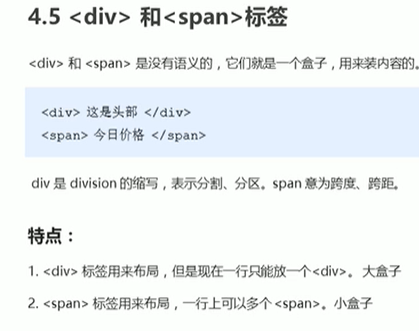 4.5 <div> 和<span>标签
<div> 和 <span> 是没有语义的，它们就是一个盒子，用来装内容的。
<div> 这是头部 </div>
<span> 今日价格 </span>
div 是 division 的缩写，表示分割、分区。span 意为跨度、跨距。
特点：
1. <div> 标签用来布局，但是现在一行只能放一个<div>。 大盒子
2. <span> 标签用来布局，一行上可以多个 <span>。小盒子